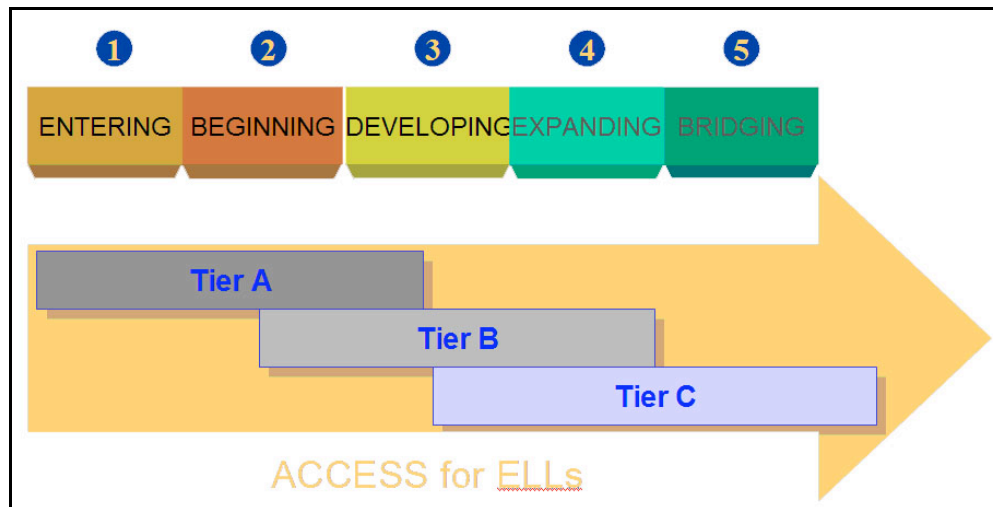 1 2 3 4 5
ENTERING BEGINNING DEVELOPING EXPANDING BRIDGING
Tier A
Tier B
Tier C
ACCESS for ELLs